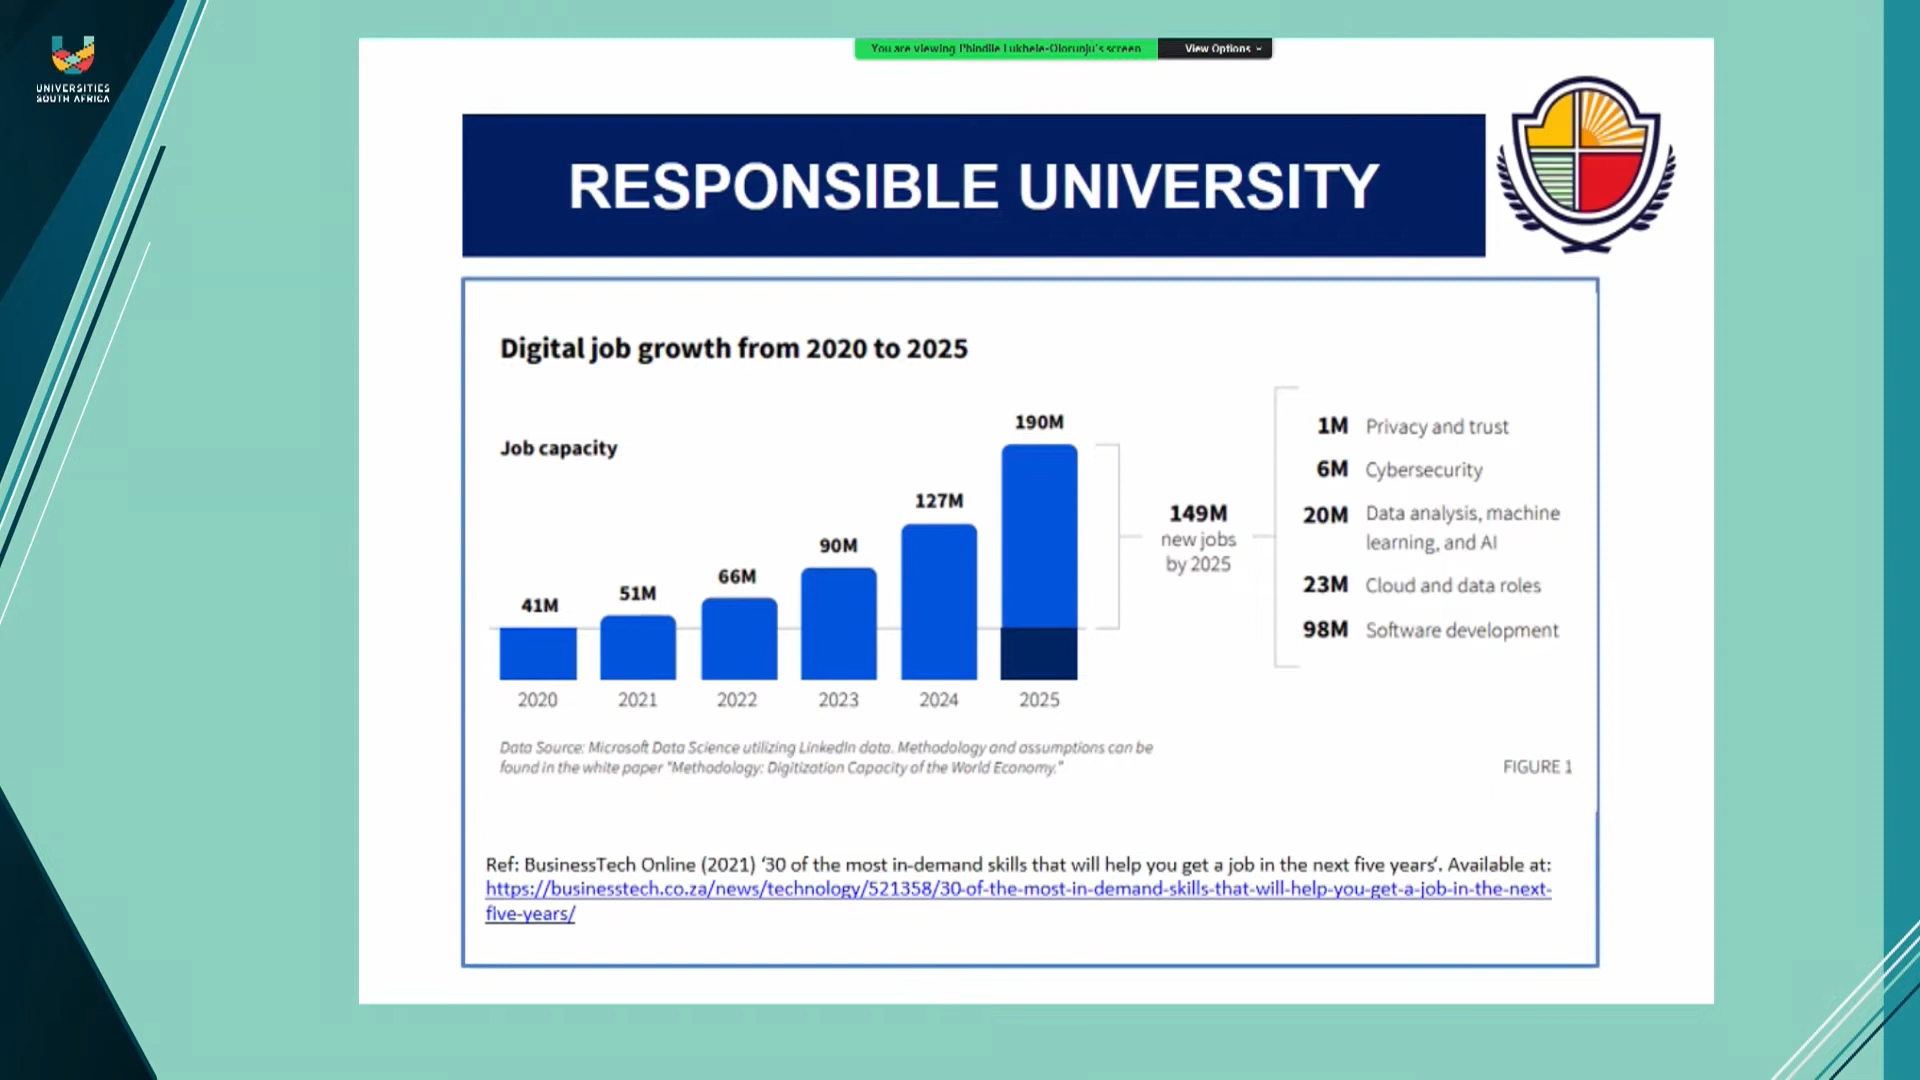 UNIVERSITIES
SOUTH AFRICA
You are viewing Phindile Lukhele-Olorunju's screen
View Options
RESPONSIBLE UNIVERSITY
Digital job growth from 2020 to 2025
Job capacity
41M
51M
66M
90M
127M
190M
2020
2021
2022
2023
2024
2025
149M
new jobs
by 2025
1M Privacy and trust
6M Cybersecurity
20M Data analysis, machine
learning, and AI
23M Cloud and data roles
98M Software development
Data Source: Microsoft Data Science utilizing LinkedIn data. Methodology and assumptions can be
found in the white paper "Methodology: Digitization Capacity of the World Economy."
FIGURE 1
Ref: BusinessTech Online (2021) ‘30 of the most in-demand skills that will help you get a job in the next five years‘. Available at:
https://businesstech.co.za/news/technology/521358/30-of-the-most-in-demand-skills-that-will-help-you-get-a-job-in-the-next-
five-years/